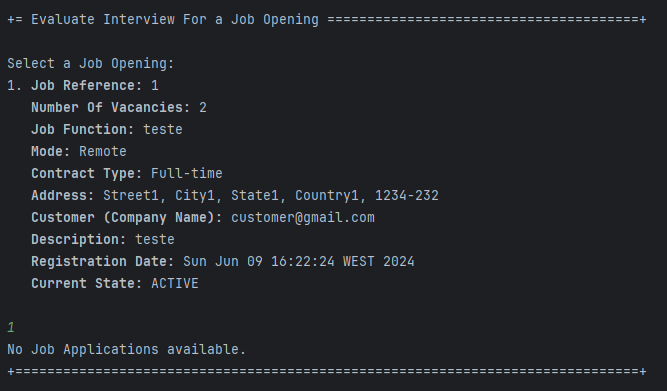 += Evaluate Interview For a Job Opening =======================================+
Select a Job Opening:
1. Job Reference: 1
Number Of Vacancies: 2
Job Function: teste
Mode: Remote
Contract Type: Full-time
Address: Street1, City1, State1, Country1, 1234-232
Customer (Company Name): customer@gmail.com
Description: teste
Registration Date: Sun Jun 09 16:22:24 WEST 2024
Current State: ACTIVE
1
No Job Applications available.
+==============================================================================+